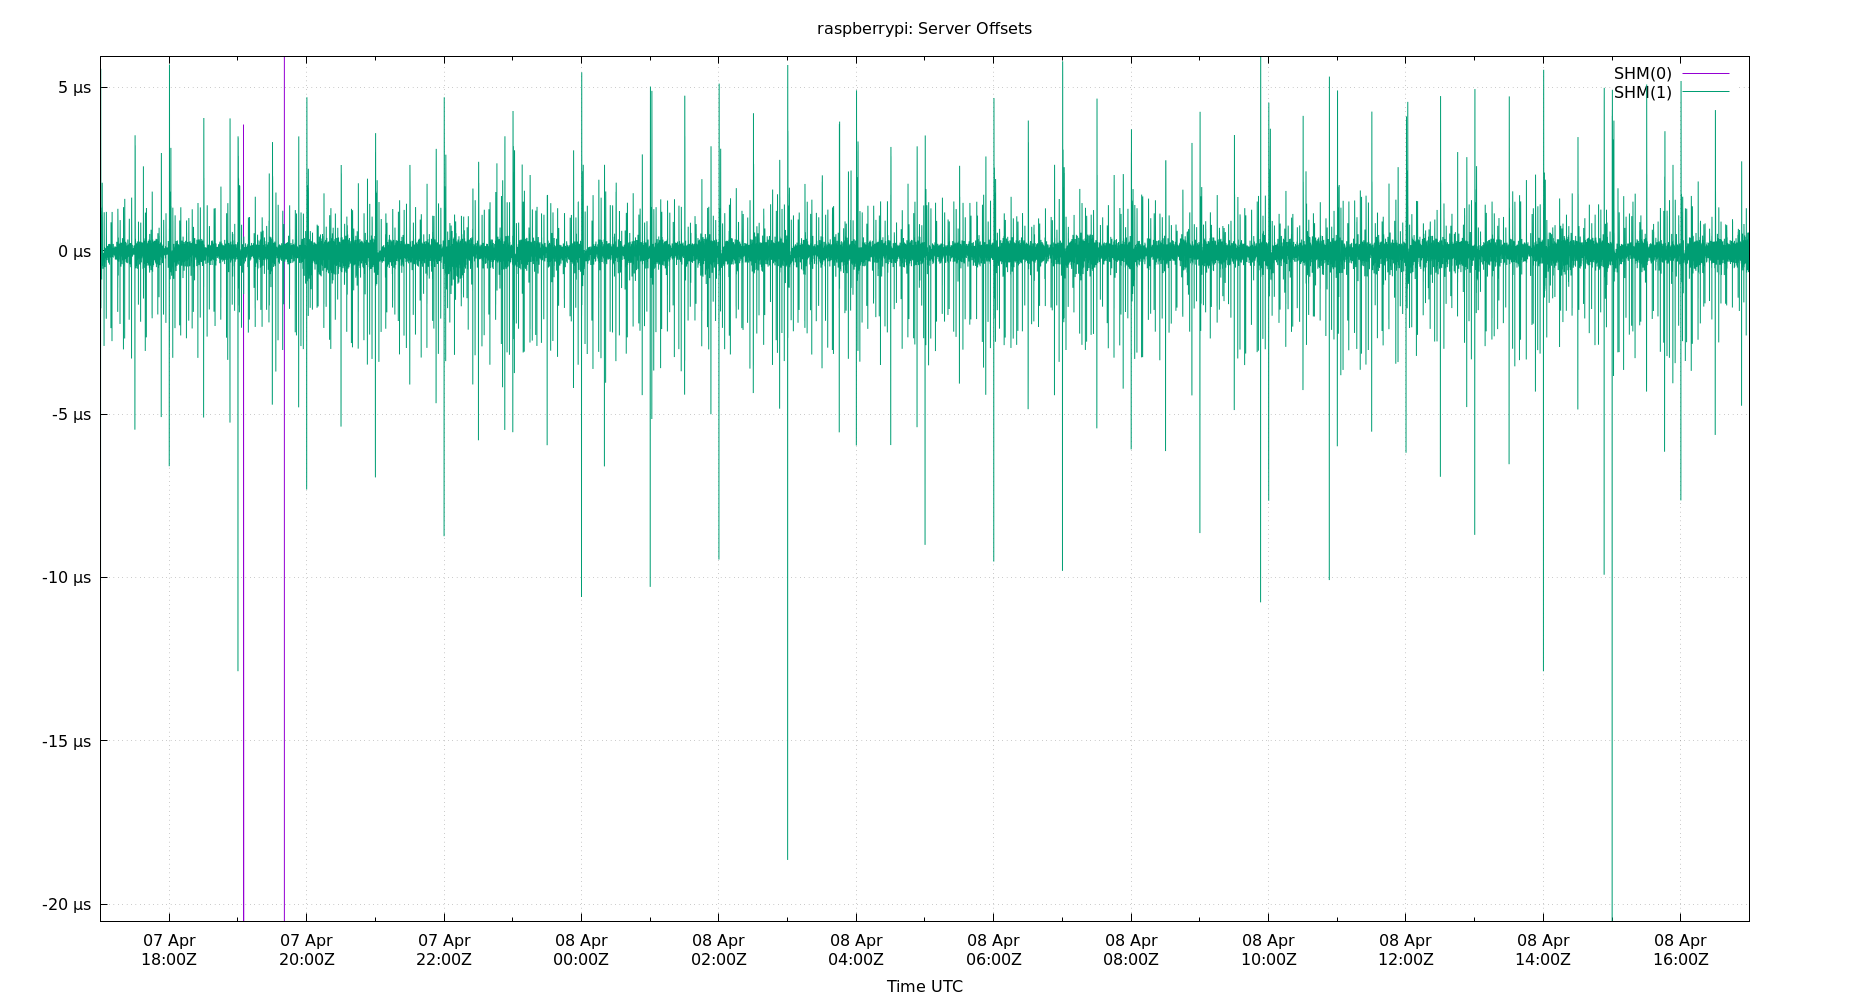 raspberrypi: Server Offsets
SHM(0)
SHM(1)
5 µs
0 µs
-5 µs
-10 µs
-15 µs
-20 µs
07 Apr 07 Apr 07 Apr 08 Apr 08 Apr 08 Apr 08 Apr 08 Apr 08 Apr 08 Apr 08 Apr 08 Apr
18:00Z 20:00Z 22:00Z 00:00Z 02:00Z 04:00Z 06:00Z 08:00Z 10:00Z 12:00Z 14:00Z 16:00Z
Time UTC